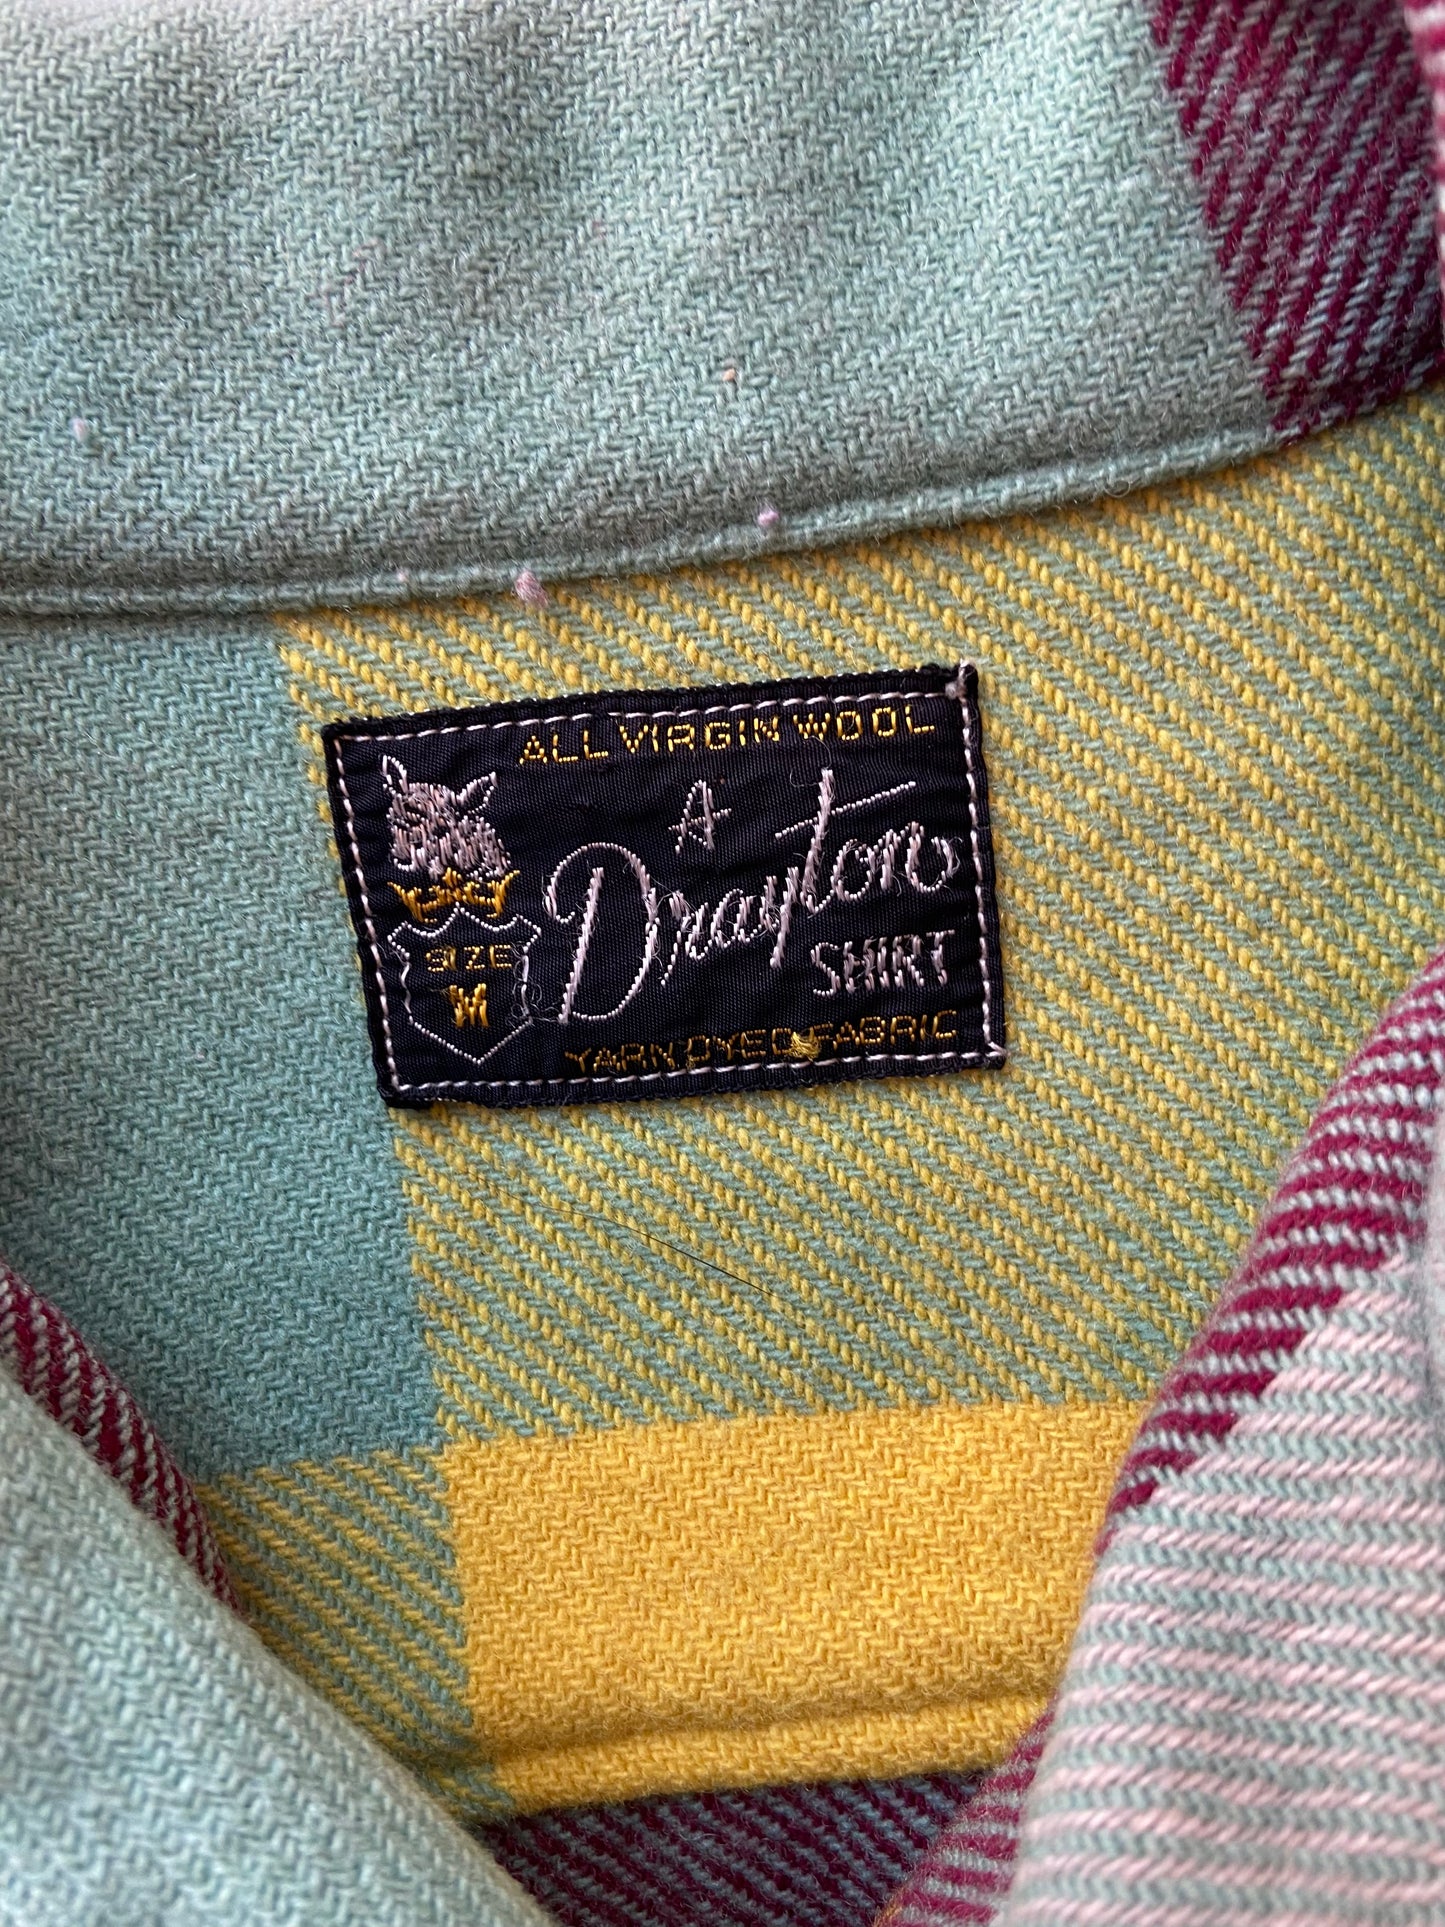 ALL VIRGIN WOOL
A
Drayton
SHIRT
SIZE
M
YARN DYED FABRIC